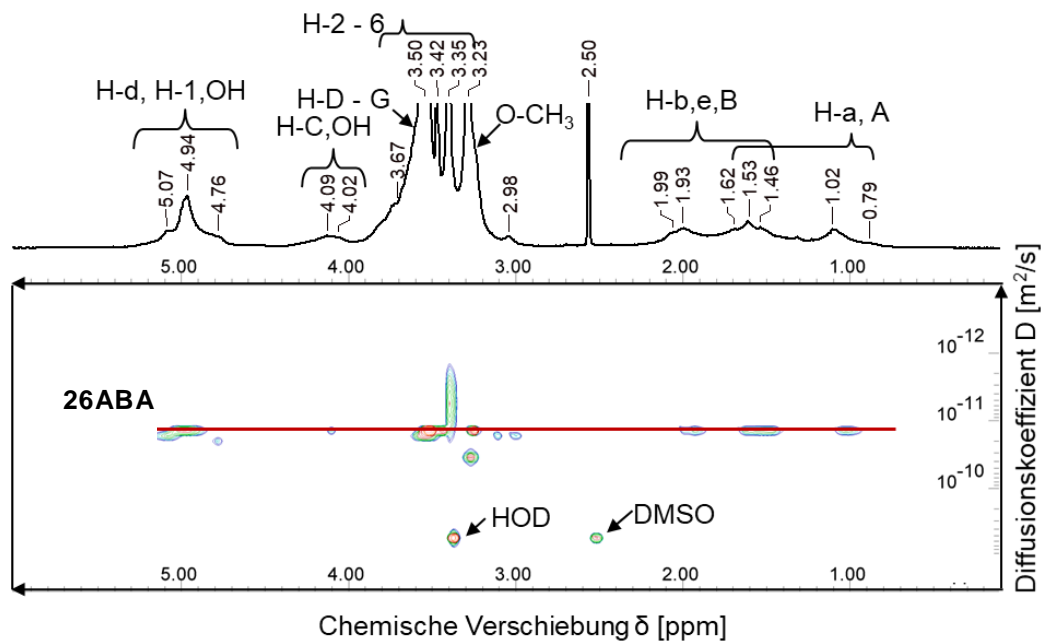 H-2 - 6
3.50
3.42
3.35
3.23
2.50
H-d, H-1,OH
H-D - G
H-C,OH
O-CH₃
H-b,e,B
H-a, A
5.07
4.94
4.76
4.09
4.02
3.67
2.98
1.99
1.93
1.62
1.53
1.46
1.02
0.79
5.00 4.00 3.00 2.00 1.00
10⁻¹²
26ABA
10⁻¹¹
10⁻¹⁰
HOD
DMSO
5.00 4.00 3.00 2.00 1.00
Chemische Verschiebung δ [ppm]
Diffusionskoeffizient D [m²/s]